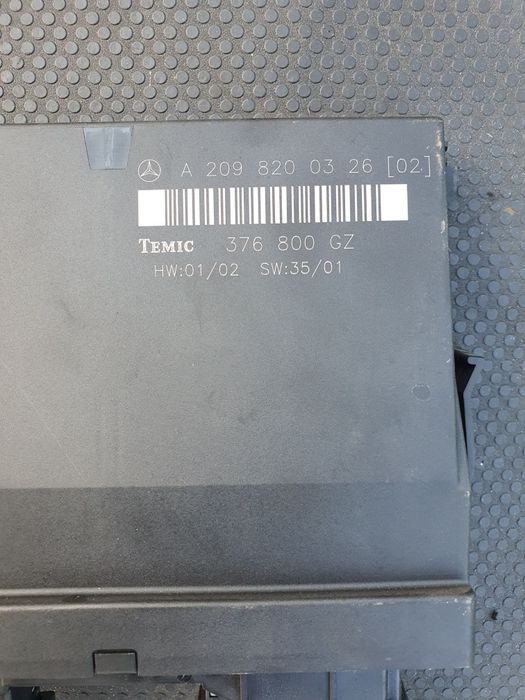 A 209 820 03 26 [02]
TEMIC 376 800 GZ
HW:01/02 SW:35/01